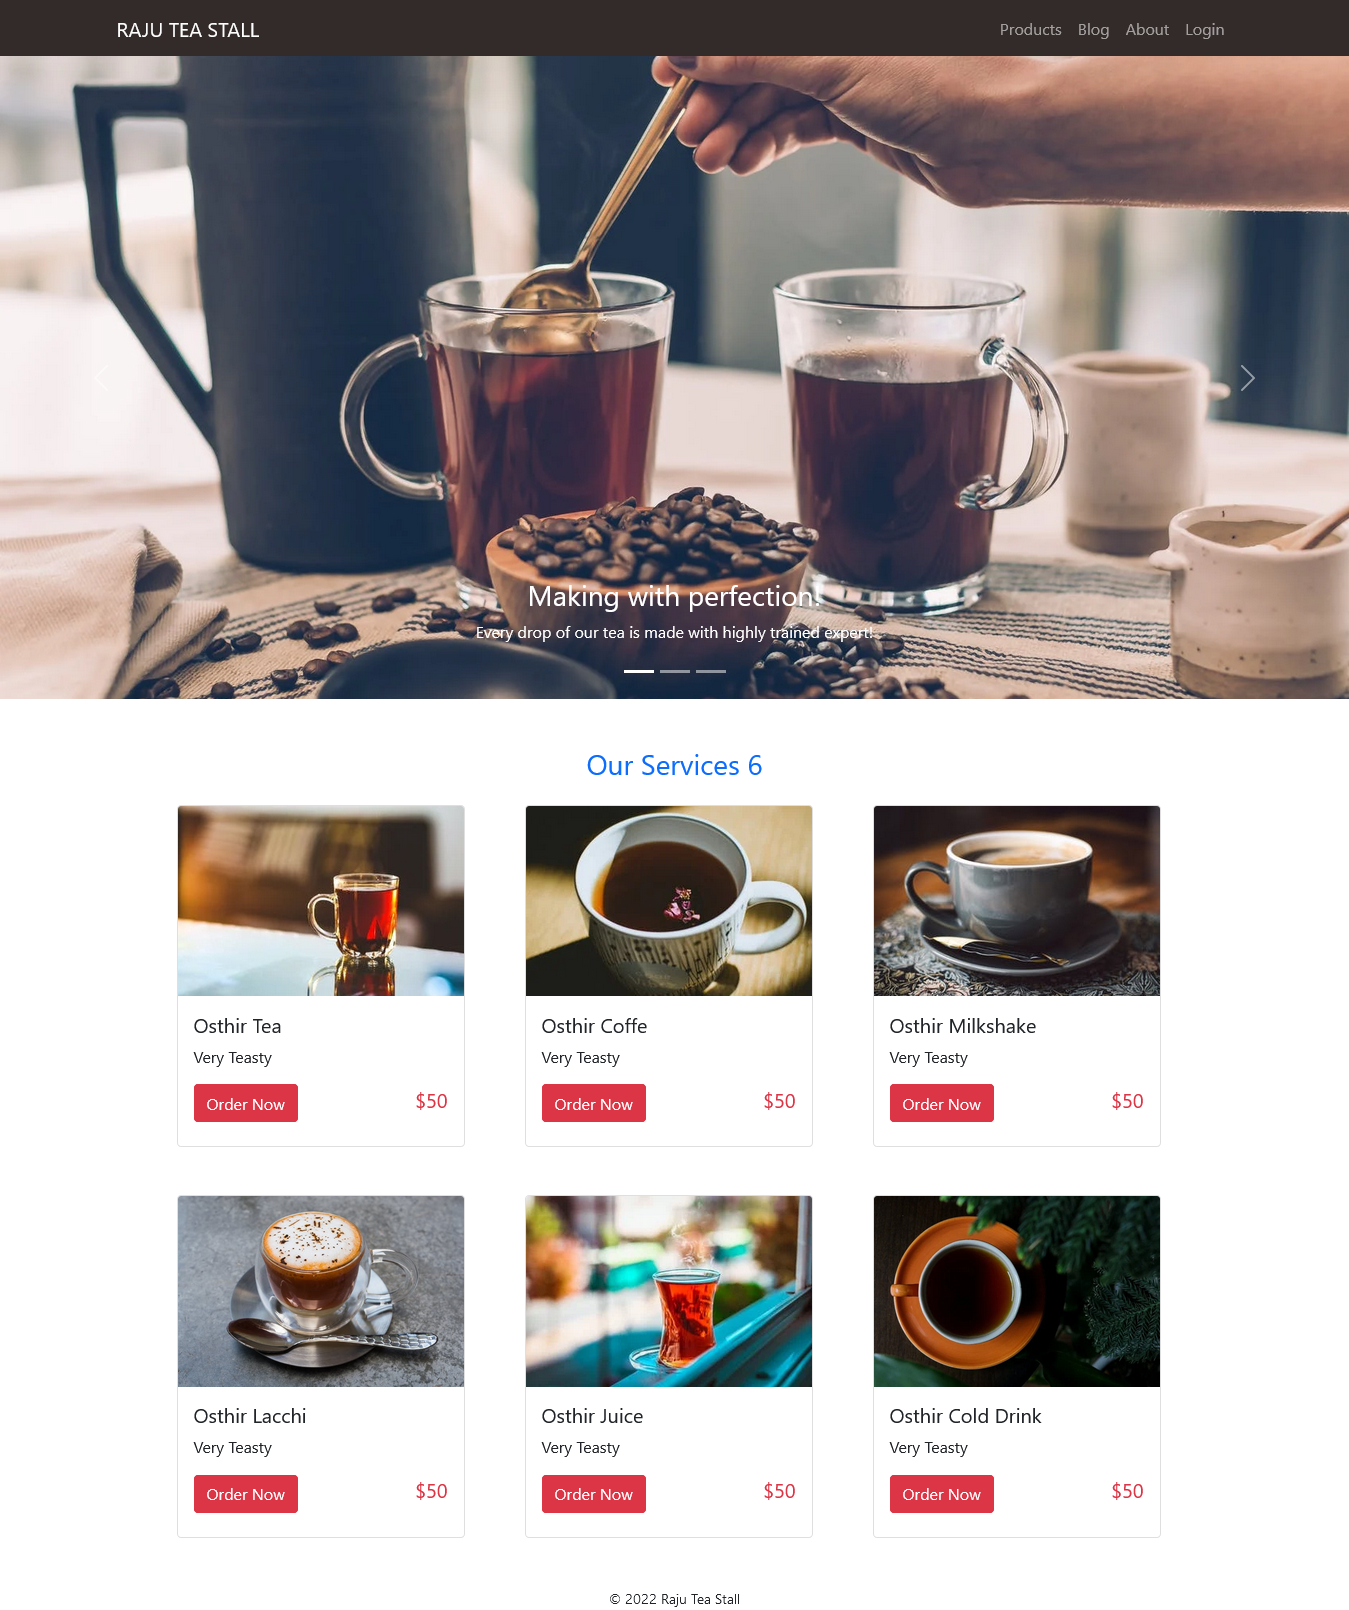 RAJU TEA STALL Products Blog About Login
Making with perfection!
Every drop of our tea is made with highly trained expert!
Our Services 6
Osthir Tea
Very Teasty
Order Now $50
Osthir Coffe
Very Teasty
Order Now $50
Osthir Milkshake
Very Teasty
Order Now $50
Osthir Lacchi
Very Teasty
Order Now $50
Osthir Juice
Very Teasty
Order Now $50
Osthir Cold Drink
Very Teasty
Order Now $50
© 2022 Raju Tea Stall